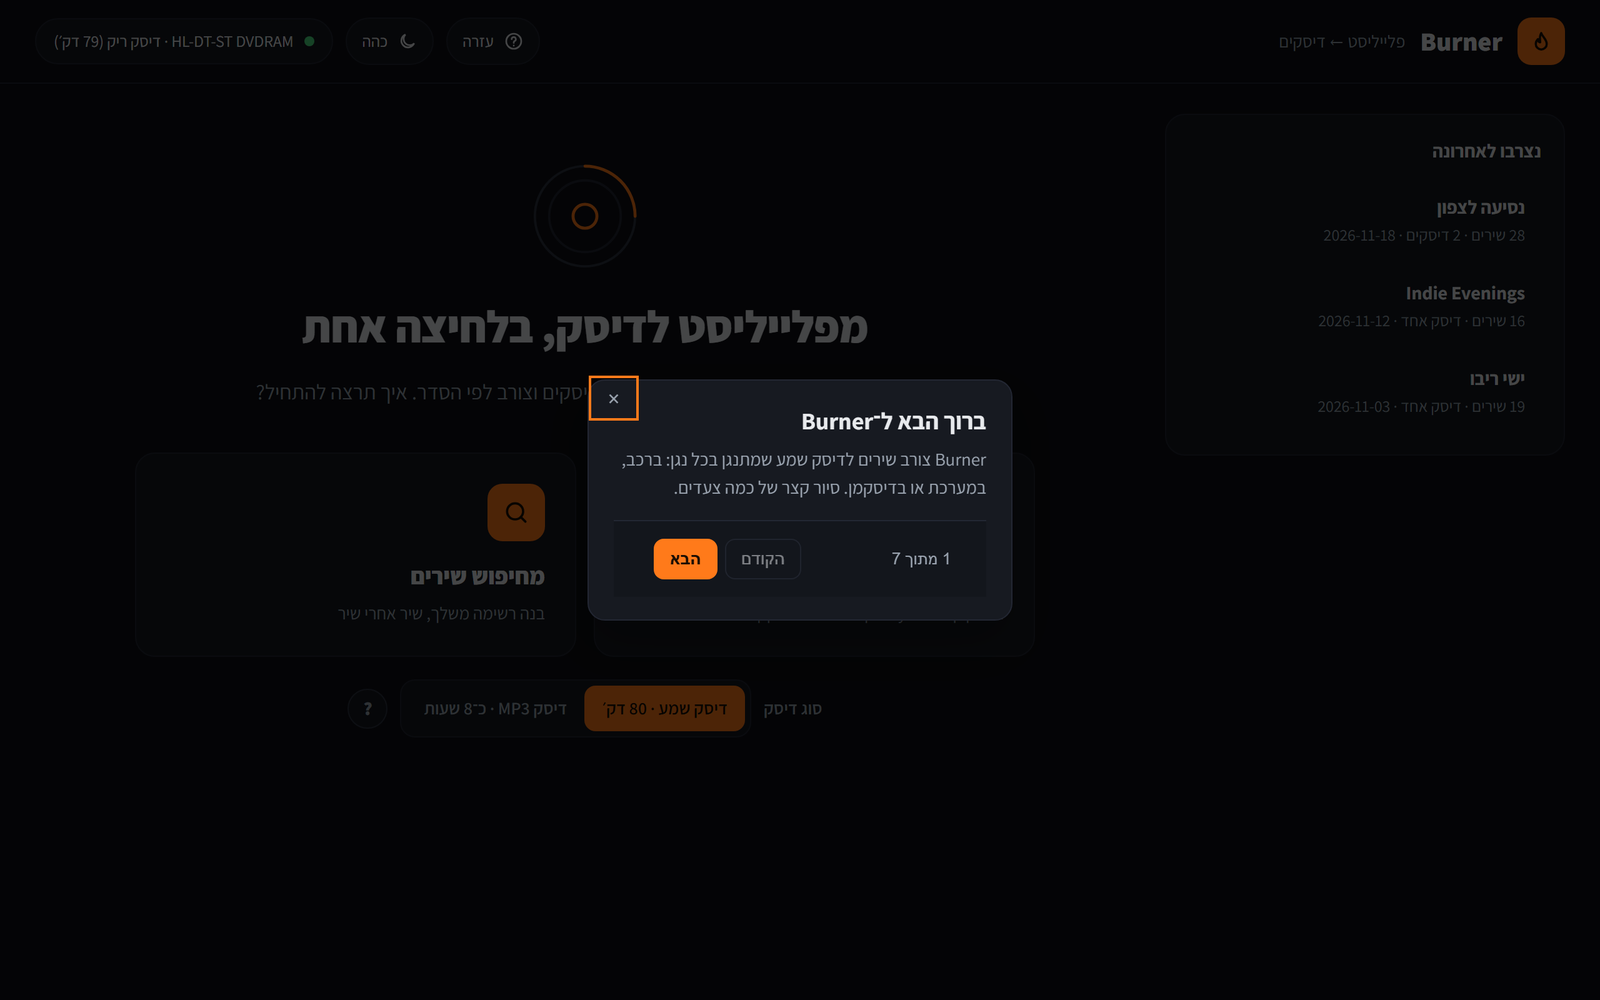 Burner
פלייליסט ← דיסקים
עזרה
כהה
HL-DT-ST DVDRAM · דיסק ריק (79 דק׳)
נצרבו לאחרונה
נסיעה לצפון
28 שירים · 2 דיסקים · 2026-11-18
Indie Evenings
16 שירים · דיסק אחד · 2026-11-12
ישי ריבו
19 שירים · דיסק אחד · 2026-11-03
מפלייליסט לדיסק, בלחיצה אחת
יסקים וצורב לפי הסדר. איך תרצה להתחיל?
ברוך הבא ל־Burner
Burner צורב שירים לדיסק שמע שמתנגן בכל נגן: ברכב,
במערכת או בדיסקמן. סיור קצר של כמה צעדים.
1 מתוך 7
הקודם
הבא
מחיפוש שירים
בנה רשימה משלך, שיר אחרי שיר
סוג דיסק
דיסק שמע · 80 דק׳
דיסק MP3 · כ־8 שעות
?